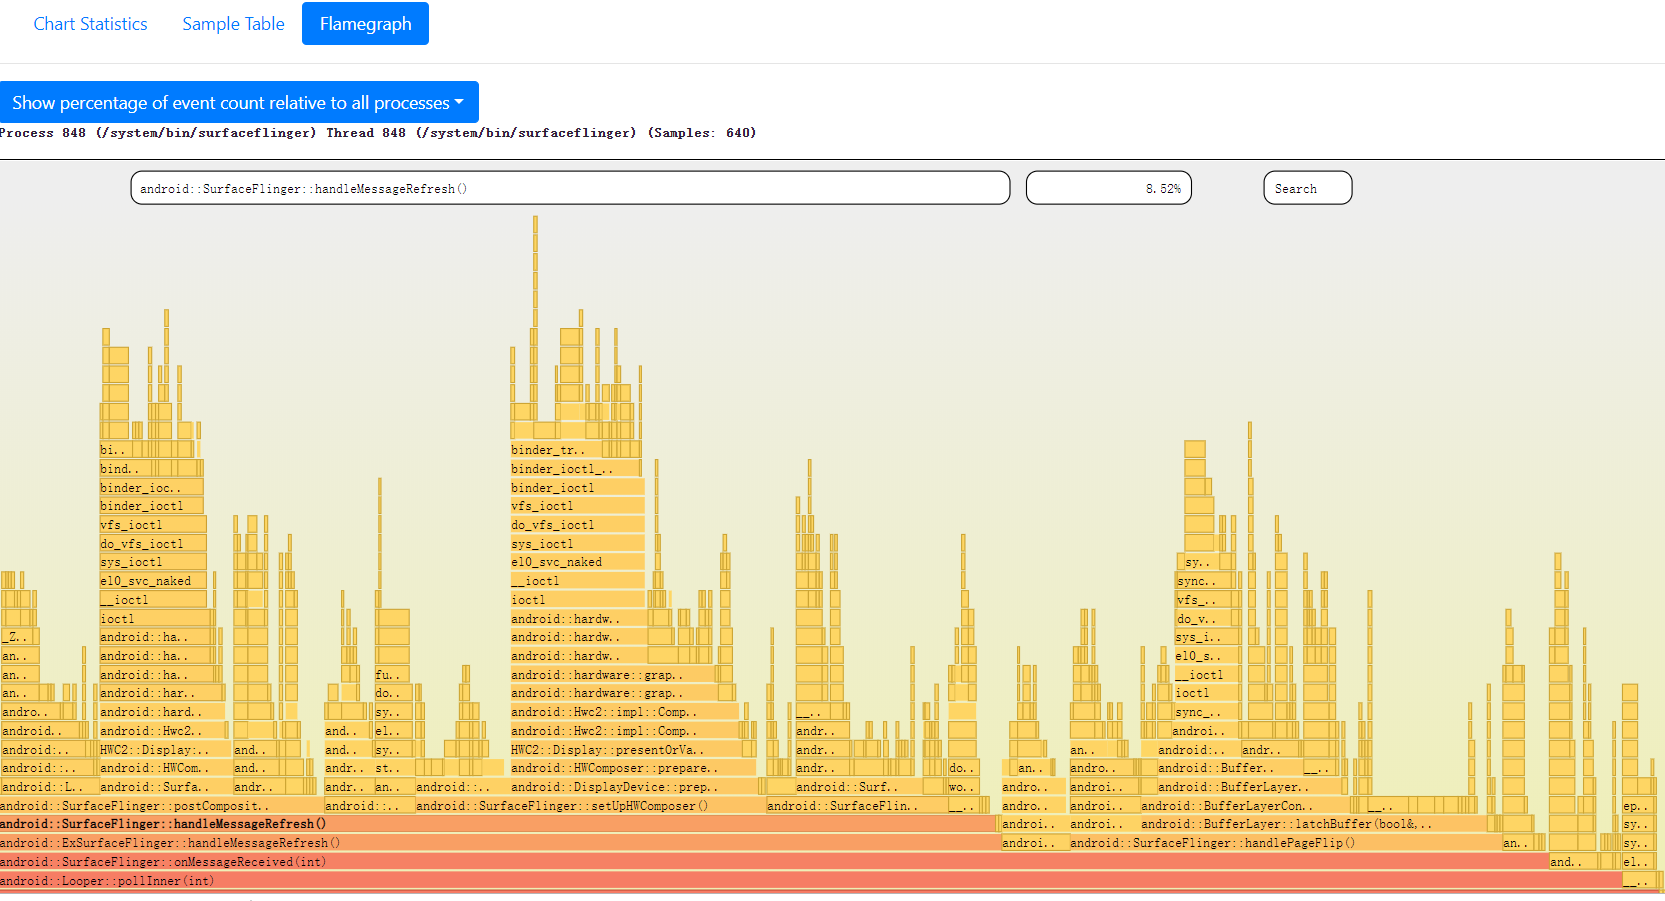 Chart Statistics Sample Table Flamegraph
Show percentage of event count relative to all processes
Process 848 (/system/bin/surfaceflinger) Thread 848 (/system/bin/surfaceflinger) (Samples: 640)
android::SurfaceFlinger::handleMessageRefresh() 8.52% Search
bi.. binder_tr..
bind.. binder_ioctl_..
binder_ioc.. binder_ioctl
binder_ioctl vfs_ioctl
vfs_ioctl do_vfs_ioctl
do_vfs_ioctl sys_ioctl
sys_ioctl el0_svc_naked sy..
el0_svc_naked __ioctl sync..
__ioctl ioctl vfs_..
ioctl android::hardw.. do_v..
_Z.. android::ha.. android::hardw.. sys_i..
an.. android::ha.. android::hardw.. el0_s..
an.. android::ha.. fu.. android::hardware::grap.. __ioctl
an.. android::har.. do.. android::hardware::grap.. ioctl
andro.. android::hard.. sy.. android::Hwc2::impl::Comp.. __.. sync_..
android.. android::Hwc2.. and.. el.. android::Hwc2::impl::Comp.. andr.. androi..
android:.. HWC2::Display:.. and.. and.. sy.. HWC2::Display::presentOrVa.. andr.. an.. android:.. andr..
android::.. android::HWCom.. and.. andr.. st.. android::HWComposer::prepare.. andr.. do.. an.. andro.. android::Buffer.. __..
android::L.. android::Surfa.. andr.. andr.. an.. android::.. android::DisplayDevice::prep.. android::Surf.. wo.. andro.. androi.. android::BufferLayer..
android::SurfaceFlinger::postComposit.. android::.. android::SurfaceFlinger::setUpHWComposer() android::SurfaceFlin.. __.. andro.. androi.. android::BufferLayerCon.. __.. ep..
android::SurfaceFlinger::handleMessageRefresh() androi.. androi.. android::BufferLayer::latchBuffer(bool&,.. sy..
android::ExSurfaceFlinger::handleMessageRefresh() androi.. android::SurfaceFlinger::handlePageFlip() an.. sy..
android::SurfaceFlinger::onMessageReceived(int) and.. el..
android::Looper::pollInner(int) __..